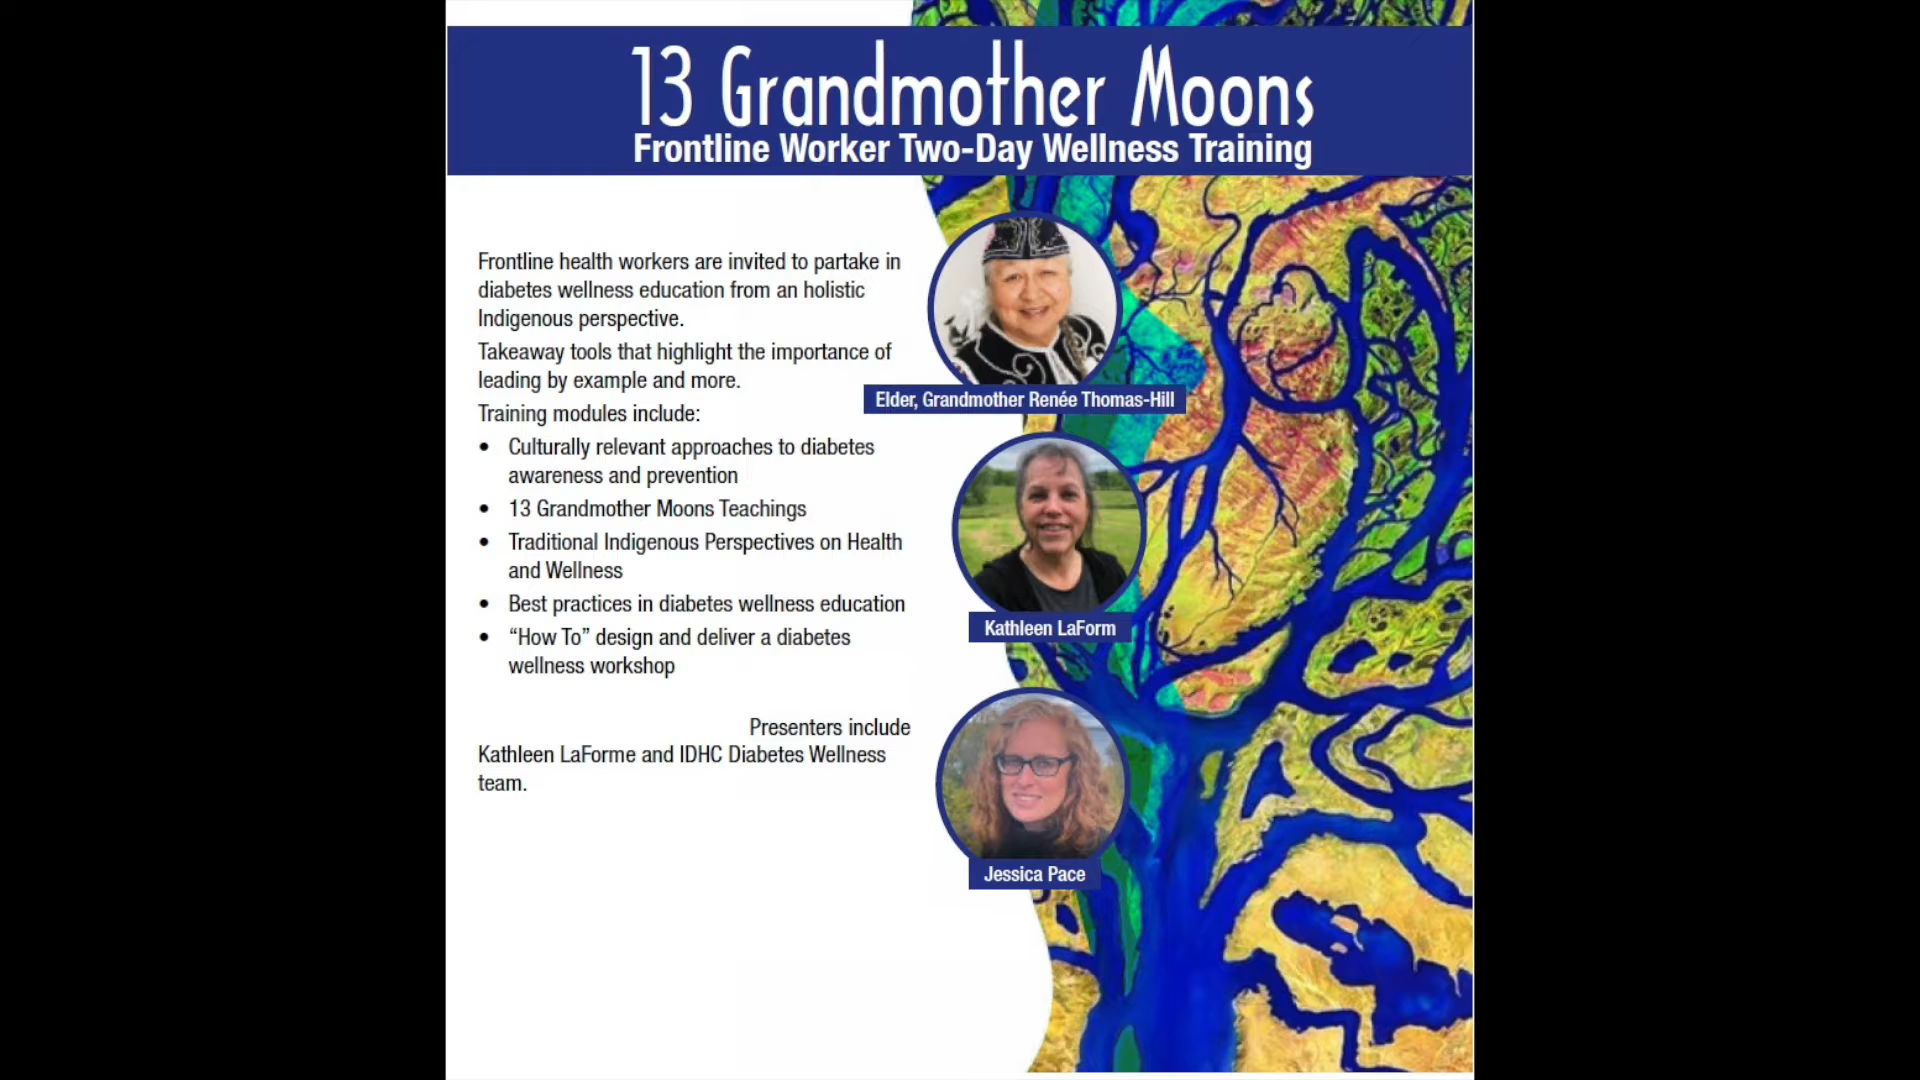 13 Grandmother Moons
Frontline Worker Two-Day Wellness Training
Frontline health workers are invited to partake in
diabetes wellness education from an holistic
Indigenous perspective.
Takeaway tools that highlight the importance of
leading by example and more.
Training modules include:
• Culturally relevant approaches to diabetes
awareness and prevention
• 13 Grandmother Moons Teachings
• Traditional Indigenous Perspectives on Health
and Wellness
• Best practices in diabetes wellness education
• “How To” design and deliver a diabetes
wellness workshop
Presenters include
Kathleen LaForme and IDHC Diabetes Wellness
team.
Elder, Grandmother Renée Thomas-Hill
Kathleen LaForm
Jessica Pace